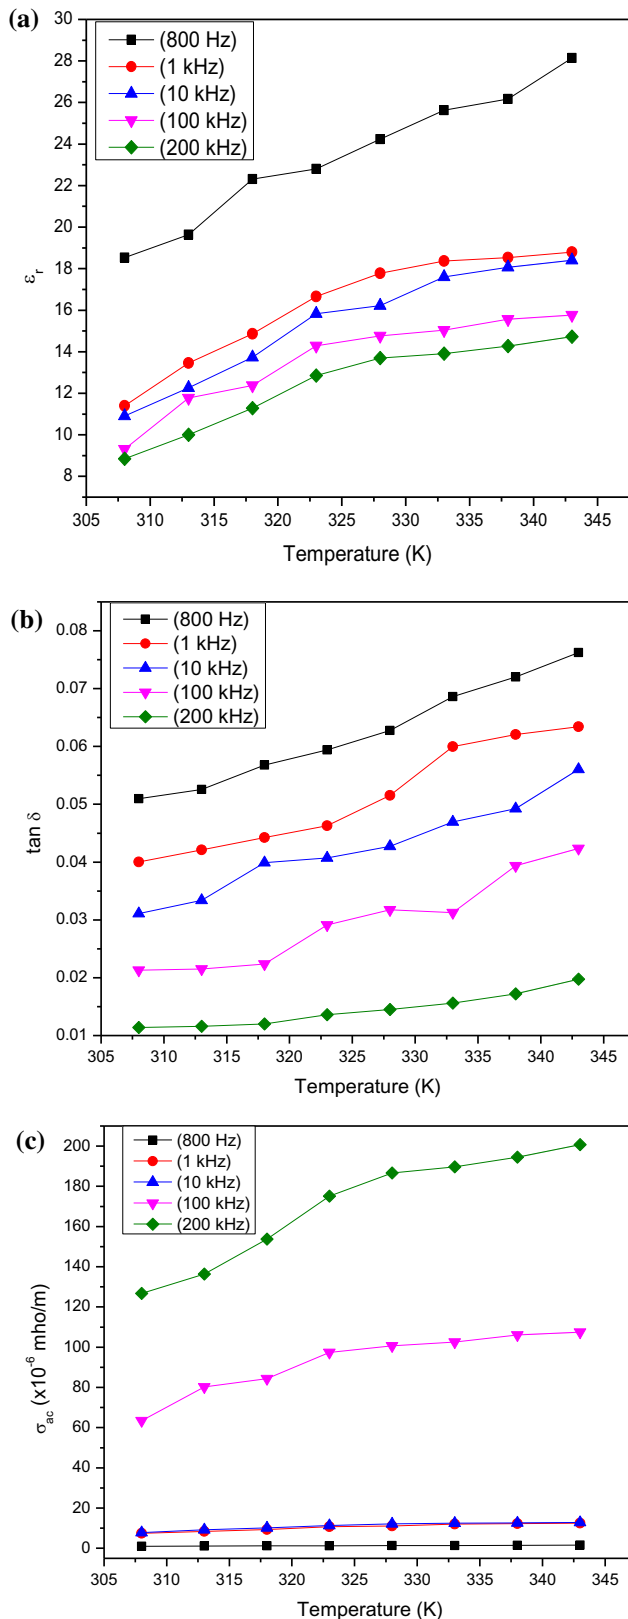 (a)
30
28
26
24
22
20
18
16
14
12
10
8
εr
(800 Hz)
(1 kHz)
(10 kHz)
(100 kHz)
(200 kHz)
305 310 315 320 325 330 335 340 345
Temperature (K)
(b)
0.08
0.07
0.06
0.05
0.04
0.03
0.02
0.01
tan δ
(800 Hz)
(1 kHz)
(10 kHz)
(100 kHz)
(200 kHz)
305 310 315 320 325 330 335 340 345
Temperature (K)
(c)
200
180
160
140
120
100
80
60
40
20
0
σac (x10⁻⁶ mho/m)
(800 Hz)
(1 kHz)
(10 kHz)
(100 kHz)
(200 kHz)
305 310 315 320 325 330 335 340 345
Temperature (K)